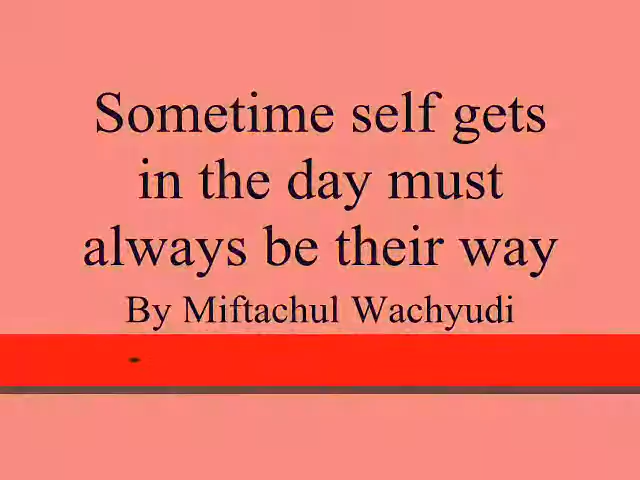 Sometime self gets
in the day must
always be their way
By Miftachul Wachyudi